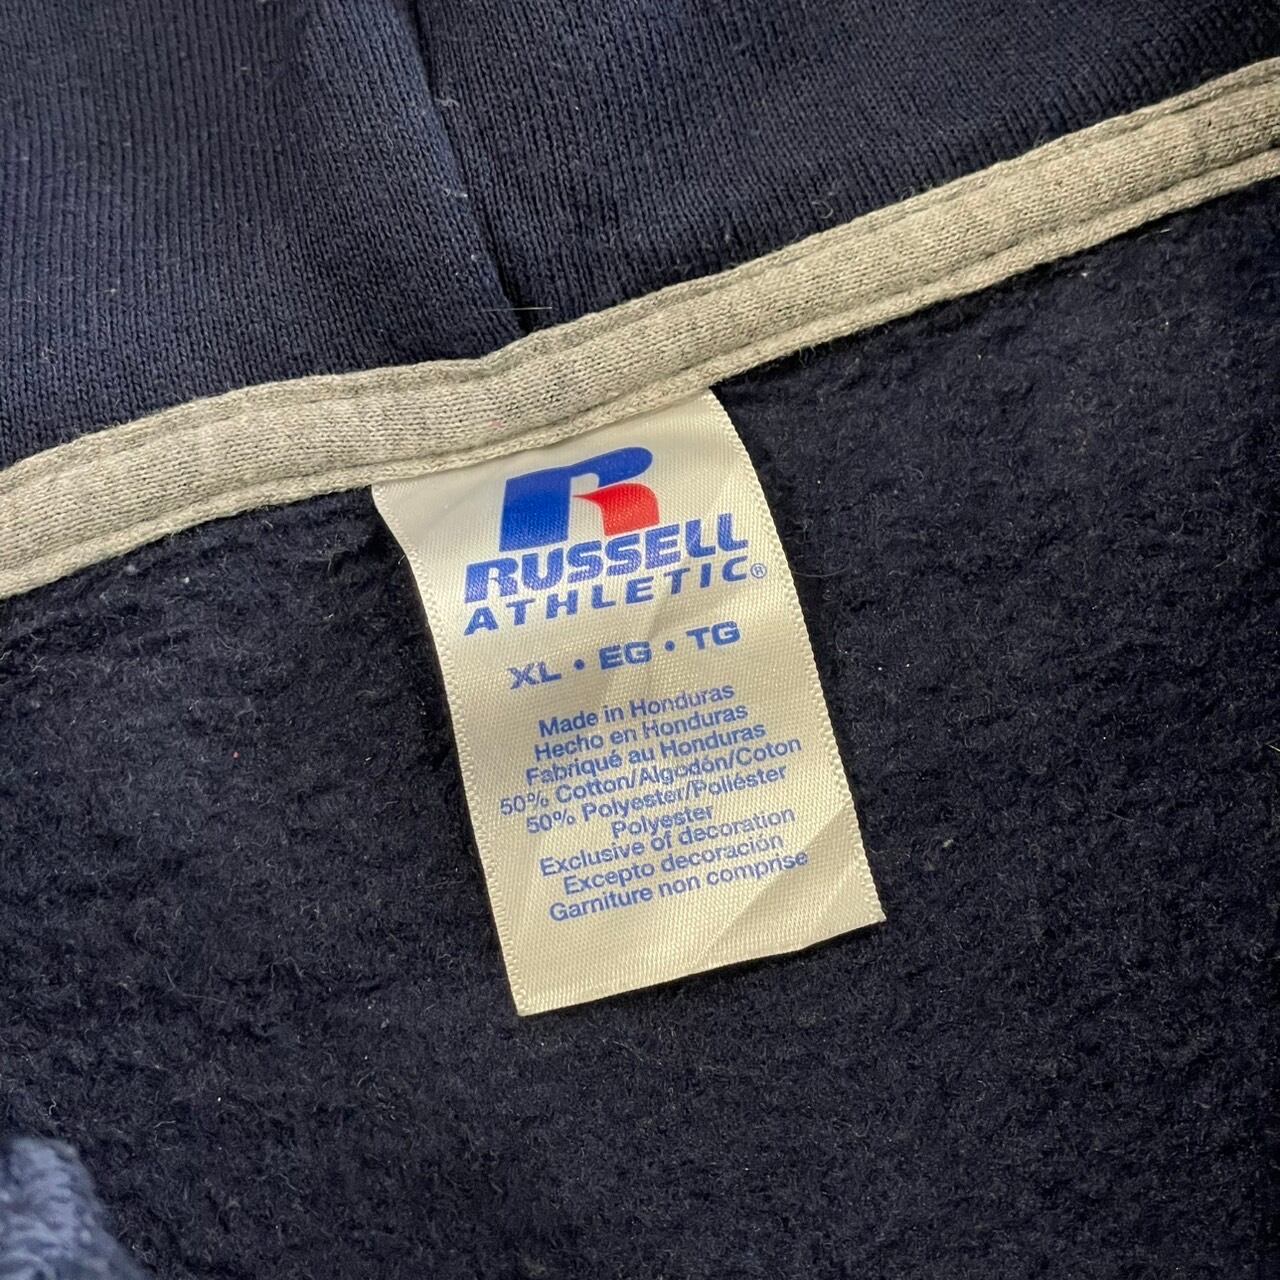 RUSSELL
ATHLETIC®
XL • EG • TG
Made in Honduras
Hecho en Honduras
Fabriqué au Honduras
50% Cotton/Algodón/Coton
50% Polyester/Poliéster
Polyester
Exclusive of decoration
Excepto decoración
Garniture non comprise